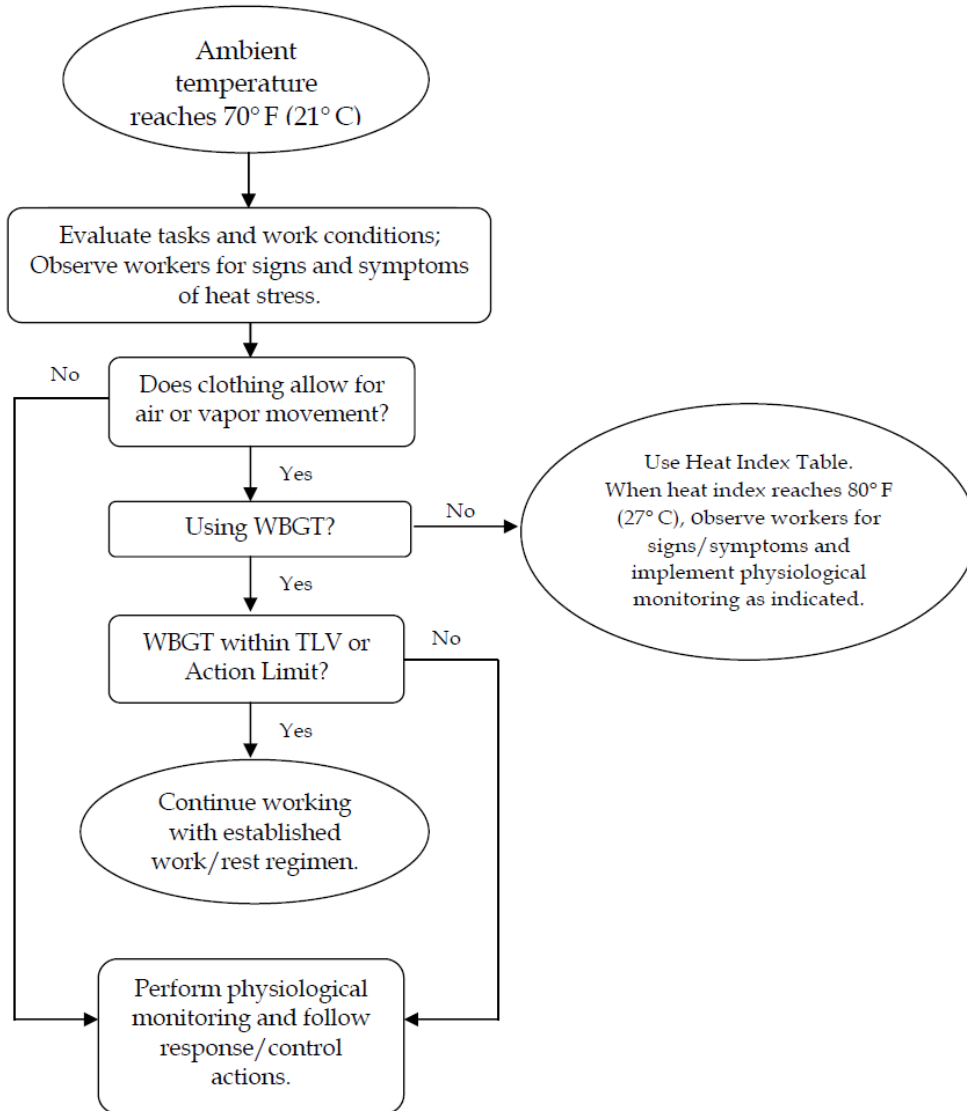 Ambient
temperature
reaches 70° F (21° C)
Evaluate tasks and work conditions;
Observe workers for signs and symptoms
of heat stress.
No
Does clothing allow for
air or vapor movement?
Yes
Use Heat Index Table.
When heat index reaches 80° F
(27° C), Observe workers for
signs/symptoms and
implement physiological
monitoring as indicated.
Using WBGT?
No
Yes
WBGT within TLV or
Action Limit?
No
Yes
Continue working
with established
work/rest regimen.
Perform physiological
monitoring and follow
response/control
actions.